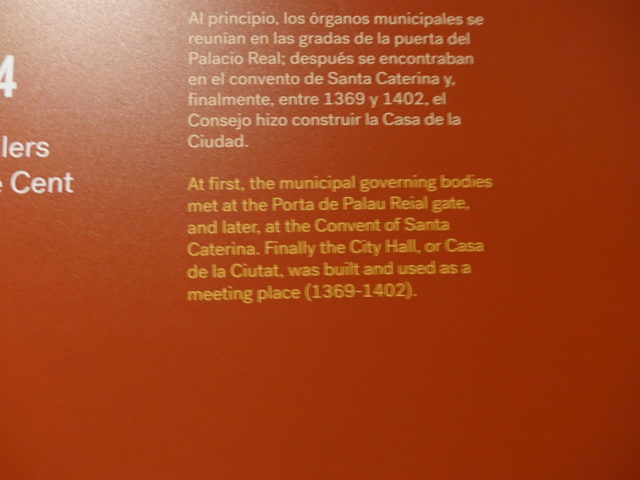 4
lers
e Cent
Al principio, los órganos municipales se
reunían en las gradas de la puerta del
Palacio Real; después se encontraban
en el convento de Santa Caterina y,
finalmente, entre 1369 y 1402, el
Consejo hizo construir la Casa de la
Ciudad.
At first, the municipal governing bodies
met at the Porta de Palau Reial gate,
and later, at the Convent of Santa
Caterina. Finally the City Hall, or Casa
de la Ciutat, was built and used as a
meeting place (1369-1402).